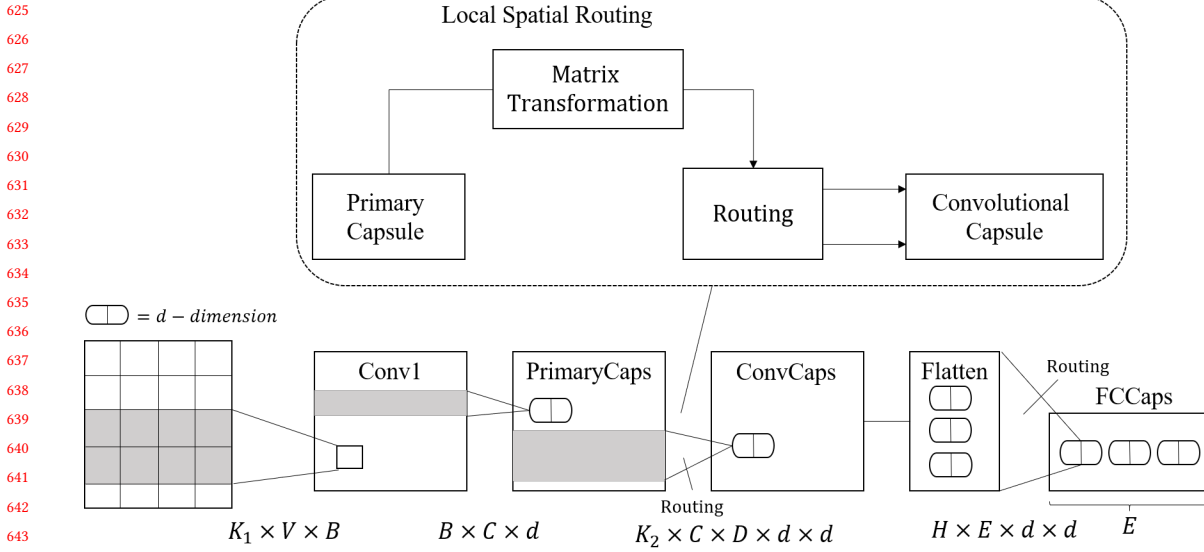 625
626
627
628
629
630
631
632
633
634
635
636
637
638
639
640
641
642
643
Local Spatial Routing
Matrix
Transformation
Primary
Capsule
Routing
Convolutional
Capsule
= d − dimension
Conv1
PrimaryCaps
ConvCaps
Flatten
Routing
FCCaps
Routing
K₁ × V × B
B × C × d
K₂ × C × D × d × d
H × E × d × d
E